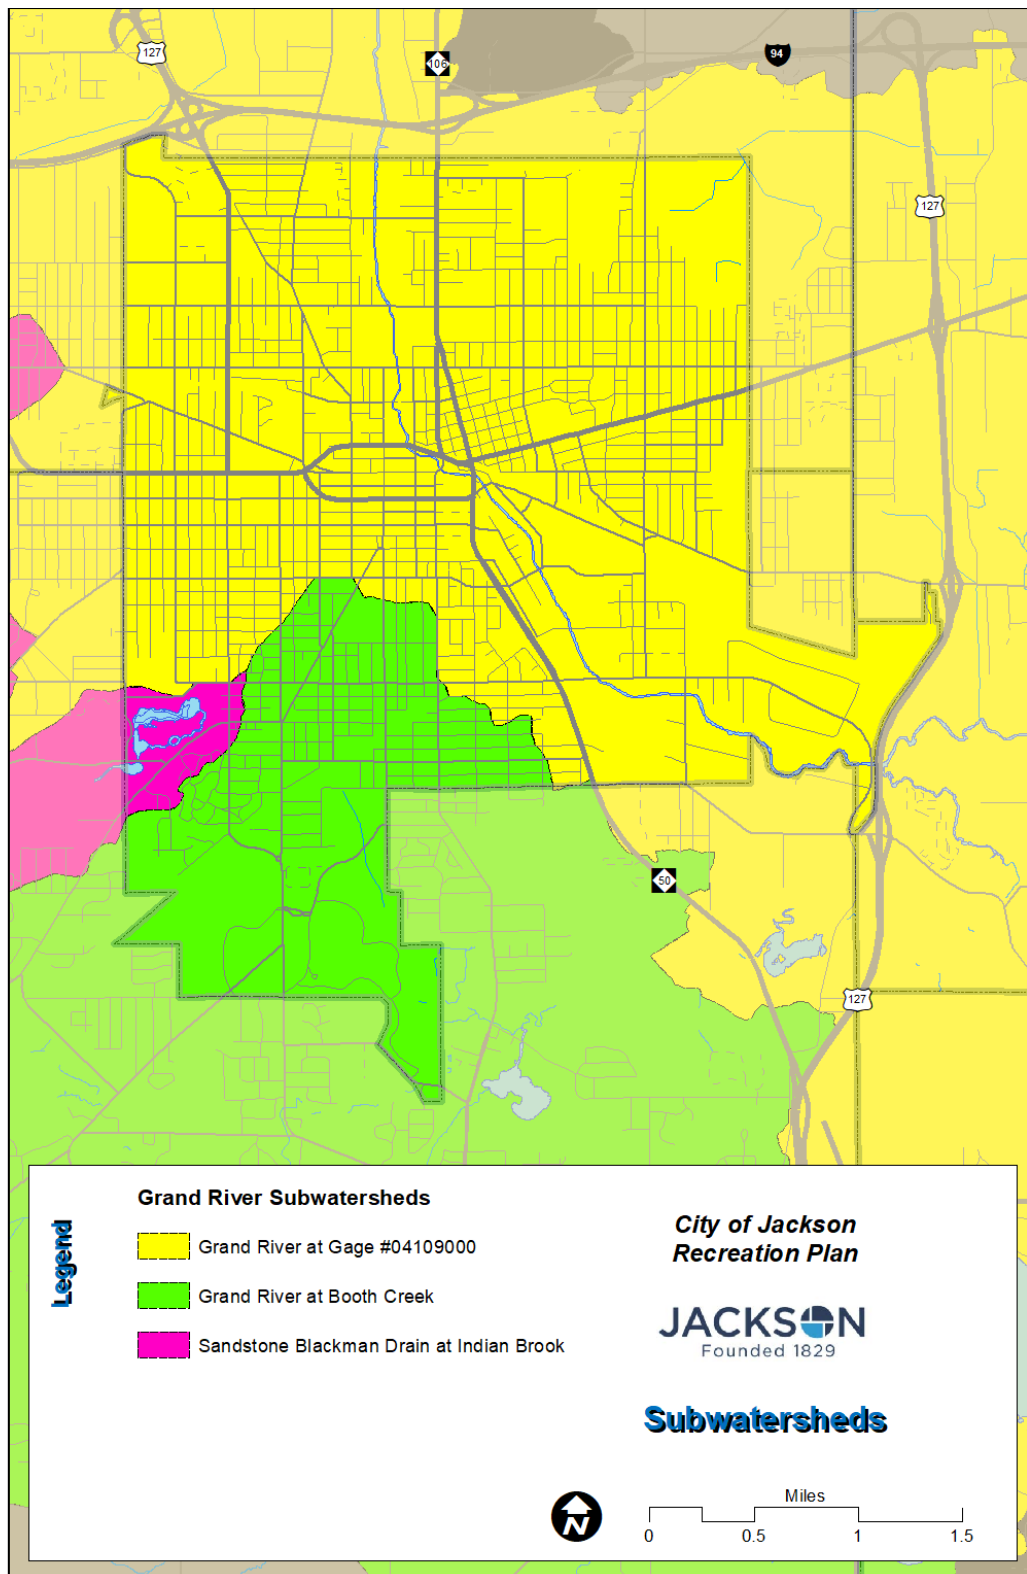 127
106
94
127
50
127
Legend
Grand River Subwatersheds
Grand River at Gage #04109000
Grand River at Booth Creek
Sandstone Blackman Drain at Indian Brook
City of Jackson
Recreation Plan
JACKSON
Founded 1829
Subwatersheds
N
Miles
0 0.5 1 1.5